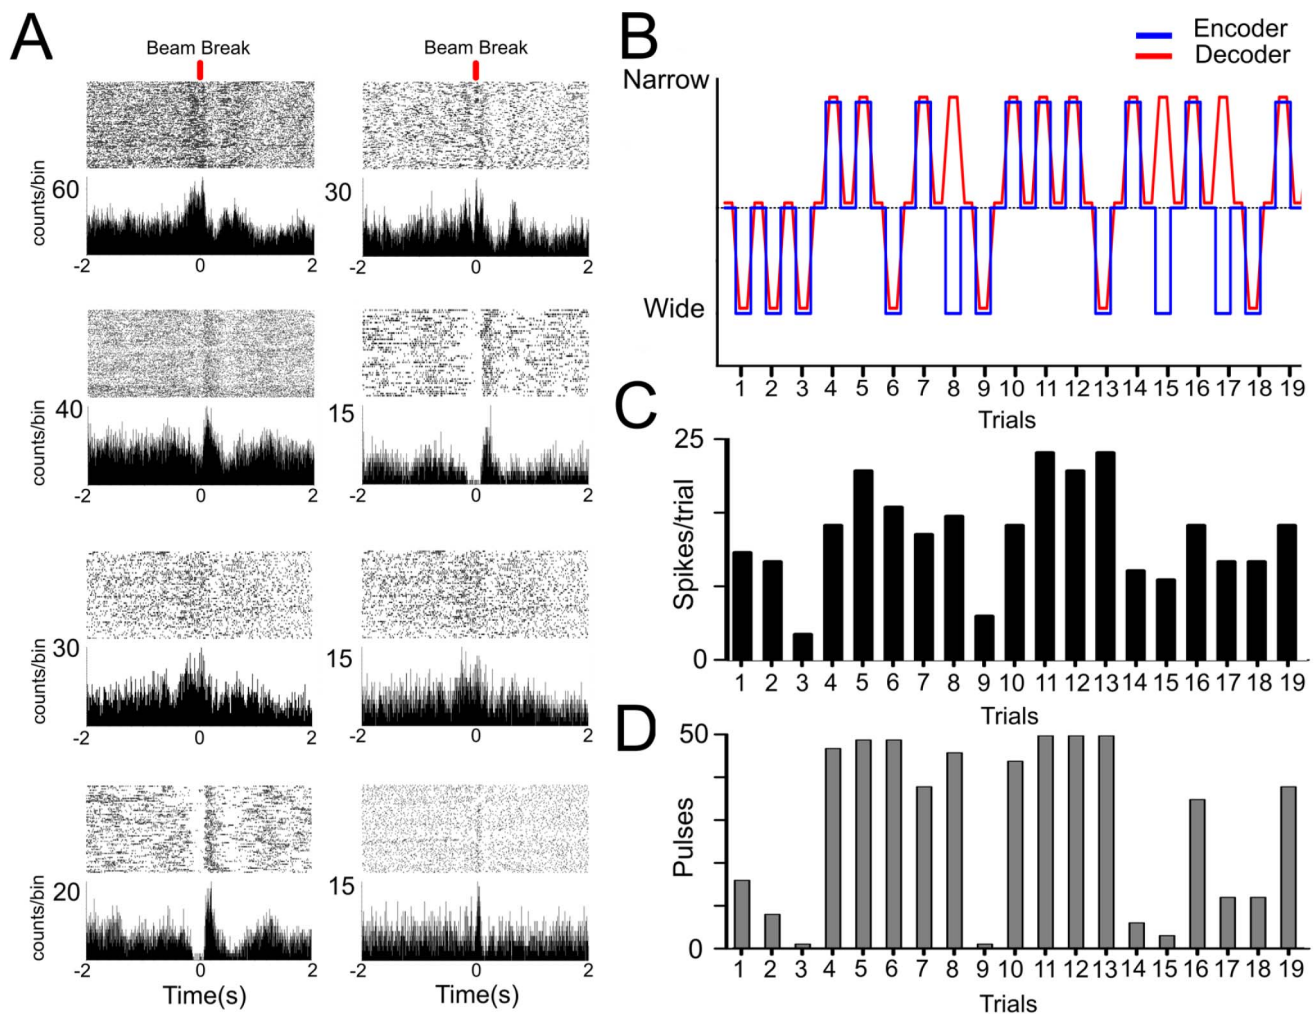 A
Beam Break
Beam Break
counts/bin
60
30
-2 0 2
-2 0 2
counts/bin
40
15
-2 0 2
-2 0 2
counts/bin
30
15
-2 0 2
-2 0 2
counts/bin
20
15
-2 0 2
-2 0 2
Time(s)
Time(s)
B
Encoder
Decoder
Narrow
Wide
1 2 3 4 5 6 7 8 9 10 11 12 13 14 15 16 17 18 19
Trials
C
25
Spikes/trial
0
1 2 3 4 5 6 7 8 9 10 11 12 13 14 15 16 17 18 19
Trials
D
50
Pulses
0
1 2 3 4 5 6 7 8 9 10 11 12 13 14 15 16 17 18 19
Trials